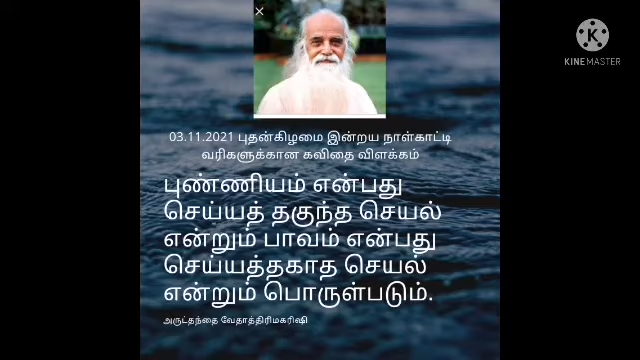 KINEMASTER
03.11.2021 புதன்கிழமை இன்றய நாள்காட்டி
வரிகளுக்கான கவிதை விளக்கம்
புண்ணியம் என்பது
செய்யத் தகுந்த செயல்
என்றும் பாவம் என்பது
செய்யத்தகாத செயல்
என்றும் பொருள்படும்.
அருட்தந்தை வேதாத்திரிமகரிஷி